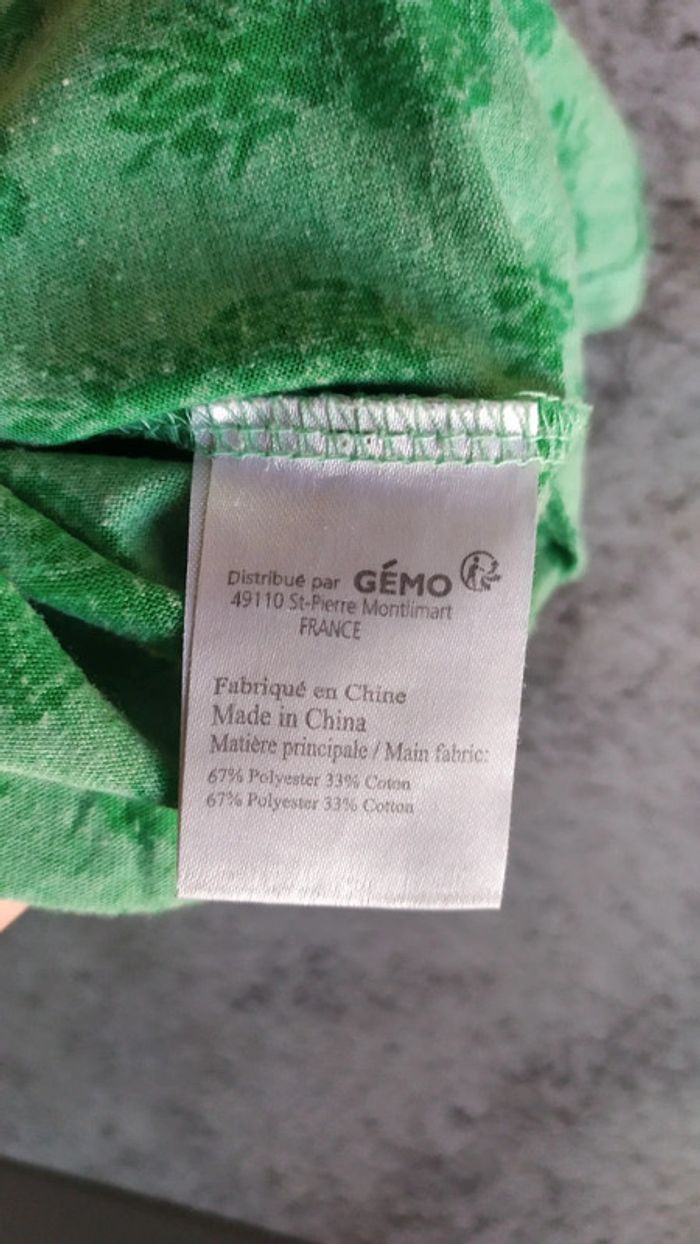 Distribué par GÉMO
49110 St-Pierre Montlimart
FRANCE
Fabriqué en Chine
Made in China
Matière principale / Main fabric:
67% Polyester 33% Coton
67% Polyester 33% Cotton